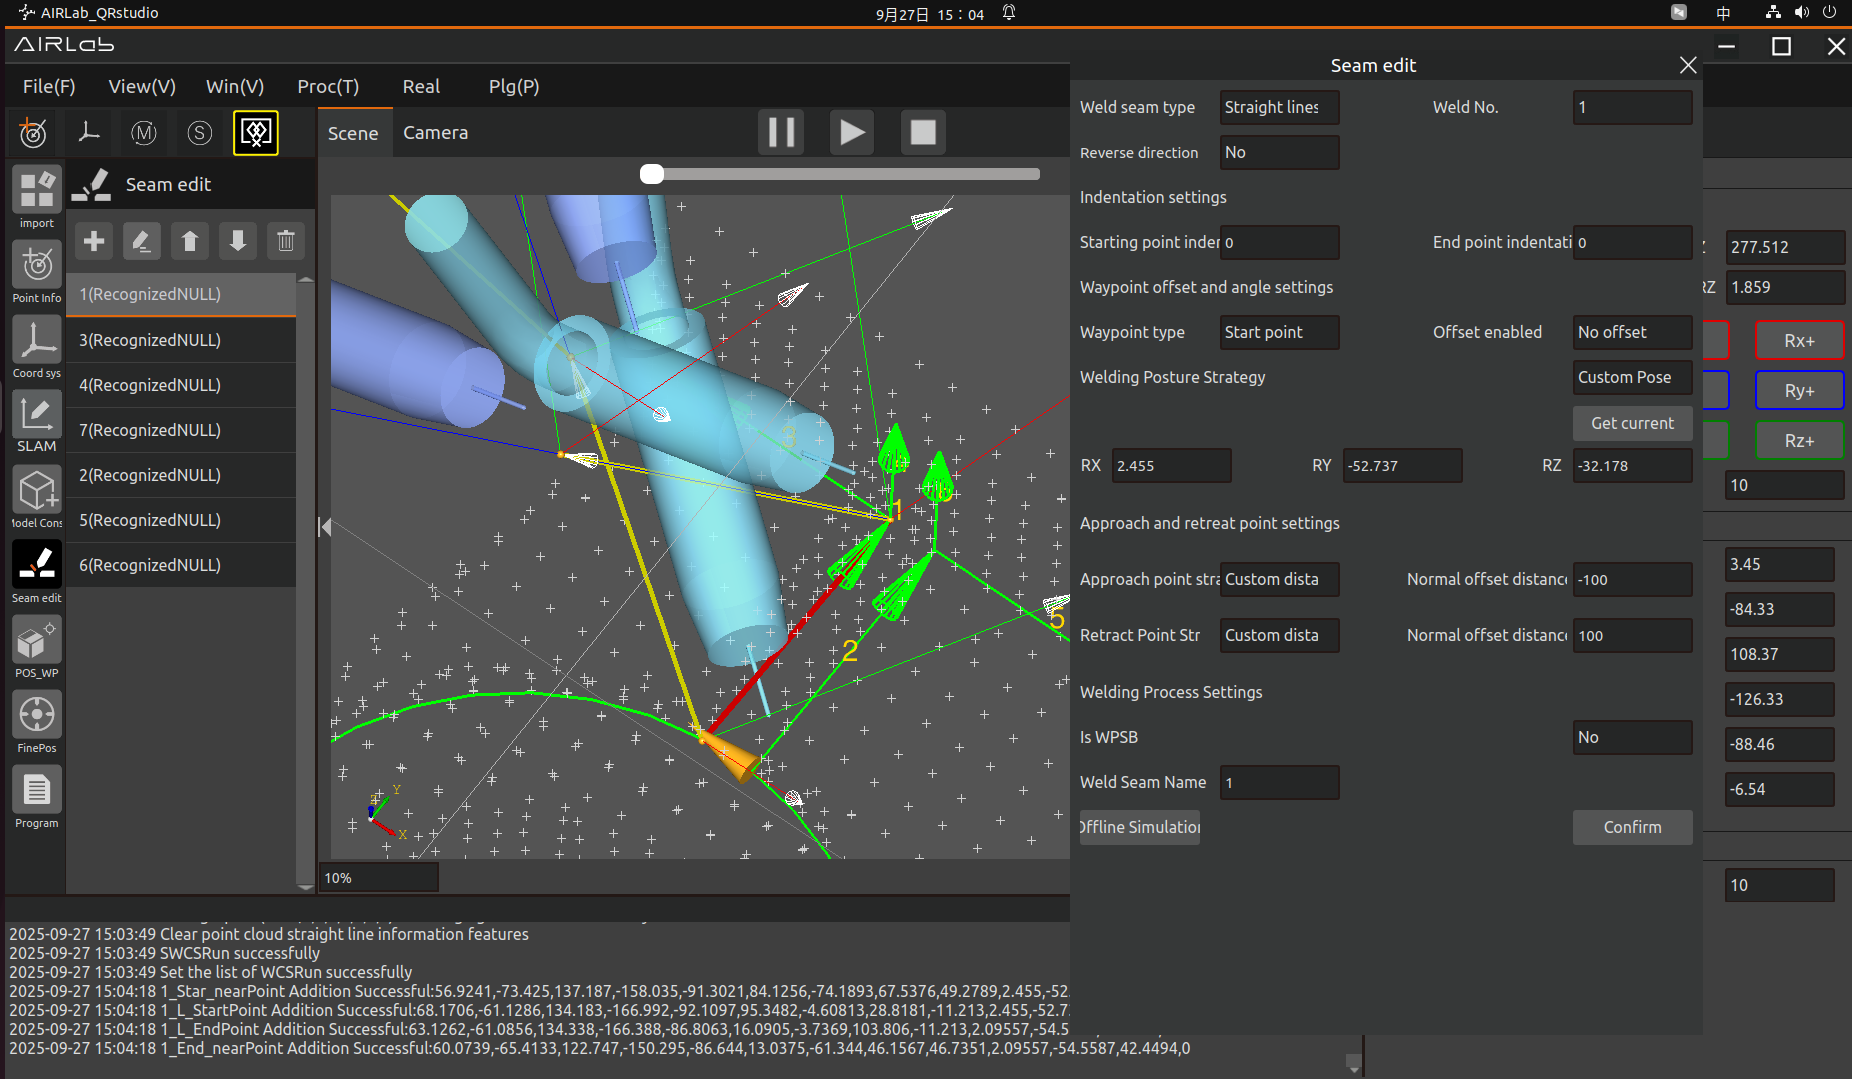 AIRLab_QRstudio
9月27日 15：04
中
AIRLab
File(F) View(V) Win(V) Proc(T) Real Plg(P)
M S
Scene Camera
Seam edit
import
Point Info
Coord sys
SLAM
Model Cons
Seam edit
POS_WP
FinePos
Program
1(RecognizedNULL)
3(RecognizedNULL)
4(RecognizedNULL)
7(RecognizedNULL)
2(RecognizedNULL)
5(RecognizedNULL)
6(RecognizedNULL)
3
1
2
5
Y
X
10%
Seam edit
Weld seam type Straight lines Weld No. 1
Reverse direction No
Indentation settings
Starting point inder 0 End point indentati 0
Waypoint offset and angle settings
Waypoint type Start point Offset enabled No offset
Welding Posture Strategy Custom Pose
Get current
RX 2.455 RY -52.737 RZ -32.178
Approach and retreat point settings
Approach point stra Custom dista Normal offset distance -100
Retract Point Str Custom dista Normal offset distance 100
Welding Process Settings
Is WPSB No
Weld Seam Name 1
Offline Simulation Confirm
277.512
RZ 1.859
Rx+
Ry+
Rz+
10
3.45
-84.33
108.37
-126.33
-88.46
-6.54
10
2025-09-27 15:03:49 Clear point cloud straight line information features
2025-09-27 15:03:49 SWCSRun successfully
2025-09-27 15:03:49 Set the list of WCSRun successfully
2025-09-27 15:04:18 1_Star_nearPoint Addition Successful:56.9241,-73.425,137.187,-158.035,-91.3021,84.1256,-74.1893,67.5376,49.2789,2.455,-52.
2025-09-27 15:04:18 1_L_StartPoint Addition Successful:68.1706,-61.1286,134.183,-166.992,-92.1097,95.3482,-4.60813,28.8181,-11.213,2.455,-52.7
2025-09-27 15:04:18 1_L_EndPoint Addition Successful:63.1262,-61.0856,134.338,-166.388,-86.8063,16.0905,-3.7369,103.806,-11.213,2.09557,-54.5
2025-09-27 15:04:18 1_End_nearPoint Addition Successful:60.0739,-65.4133,122.747,-150.295,-86.644,13.0375,-61.344,46.1567,46.7351,2.09557,-54.5587,42.4494,0